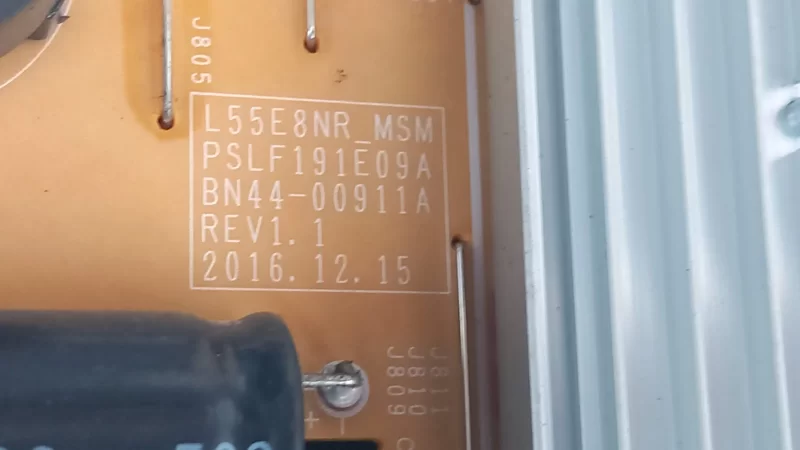 J805
L55E8NR_MSM
PSLF191E09A
BN44-00911A
REV1.1
2016.12.15
J811
J810
J809
+